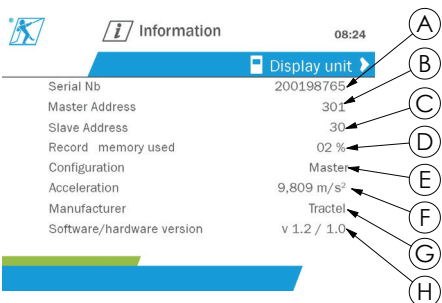 i Information 08:24 A
Display unit B
Serial Nb 200198765
Master Address 301 C
Slave Address 30
Record memory used 02 % D
Configuration Master E
Acceleration 9,809 m/s² F
Manufacturer Tractel G
Software/hardware version v 1.2 / 1.0
H